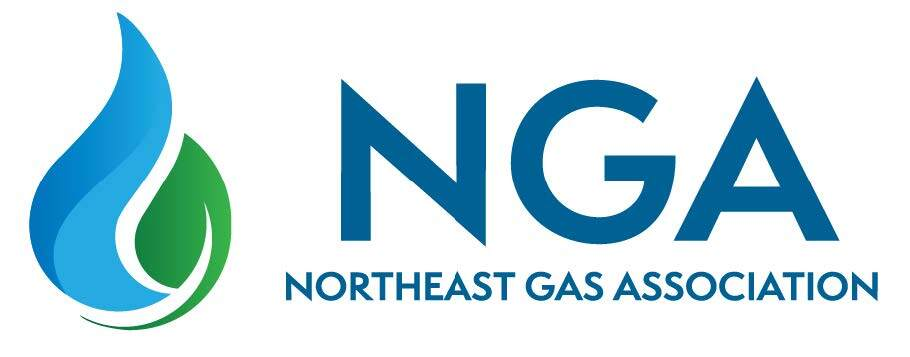 NGA
NORTHEAST GAS ASSOCIATION